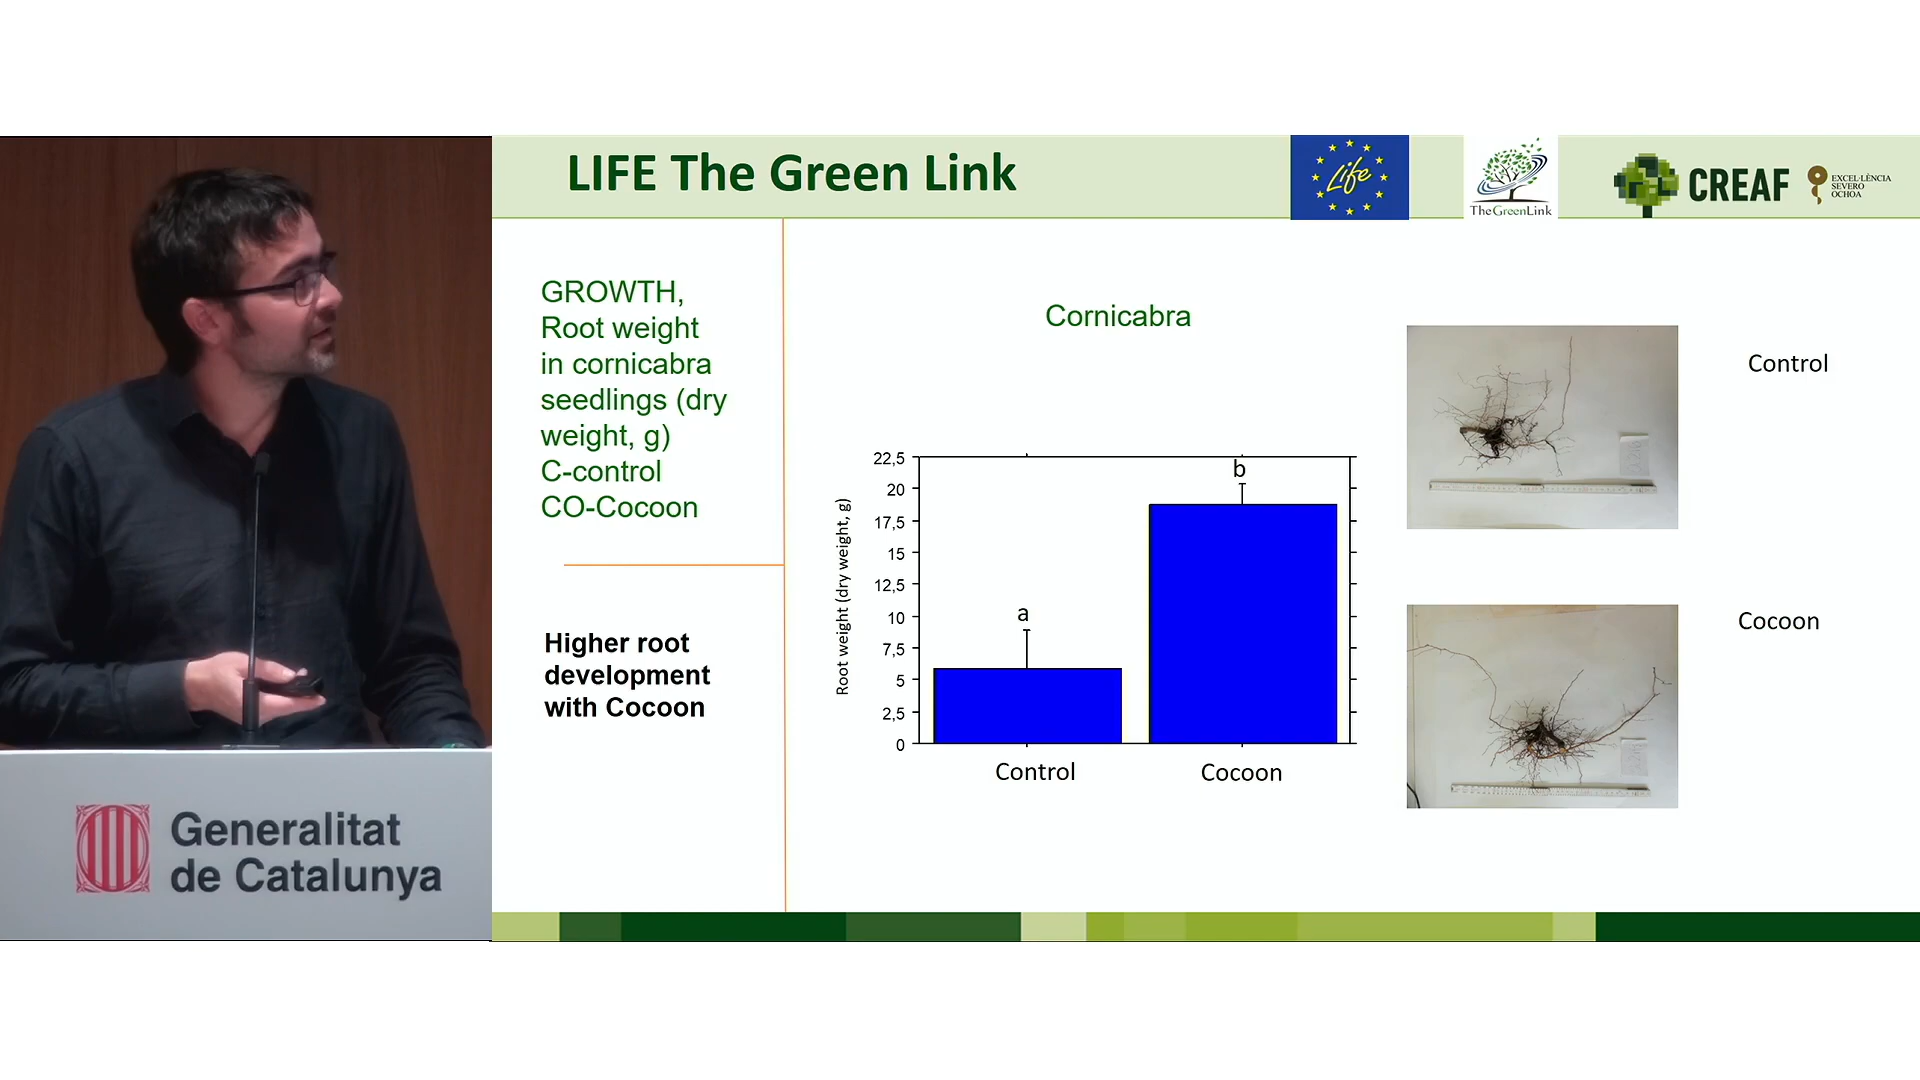 LIFE The Green Link
Life
TheGreenLink
CREAF
EXCEL·LÈNCIA
SEVERO
OCHOA
GROWTH,
Root weight
in cornicabra
seedlings (dry
weight, g)
C-control
CO-Cocoon
Higher root
development
with Cocoon
Cornicabra
Root weight (dry weight, g)
22,5
20
17,5
15
12,5
10
7,5
5
2,5
0
a
b
Control
Cocoon
Control
Cocoon
Generalitat
de Catalunya